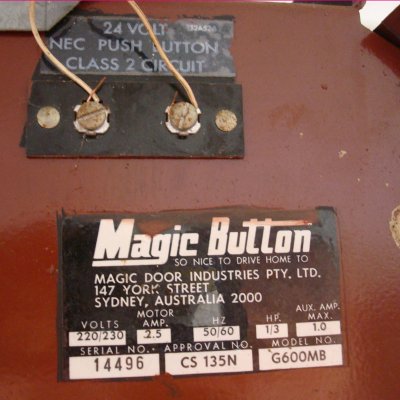 24 VOLT
NEC PUSH BUTTON
CLASS 2 CIRCUIT
Magic Button
SO NICE TO DRIVE HOME TO
MAGIC DOOR INDUSTRIES PTY. LTD.
147 YORK STREET
SYDNEY, AUSTRALIA 2000
VOLTS MOTOR AMP. HZ HP. AUX. AMP. MAX.
220/230 2.5 50/60 1/3 1.0
SERIAL NO. APPROVAL NO. MODEL NO.
14496 CS 135N G600MB